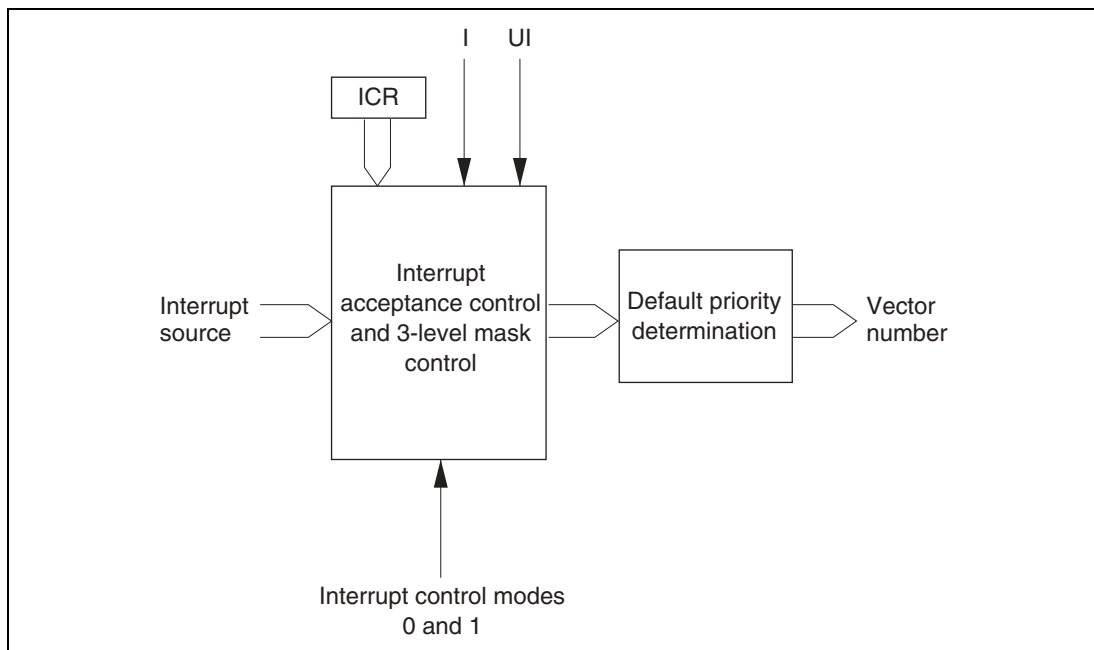 I
UI
ICR
Interrupt
source
Interrupt
acceptance control
and 3-level mask
control
Default priority
determination
Vector
number
Interrupt control modes
0 and 1